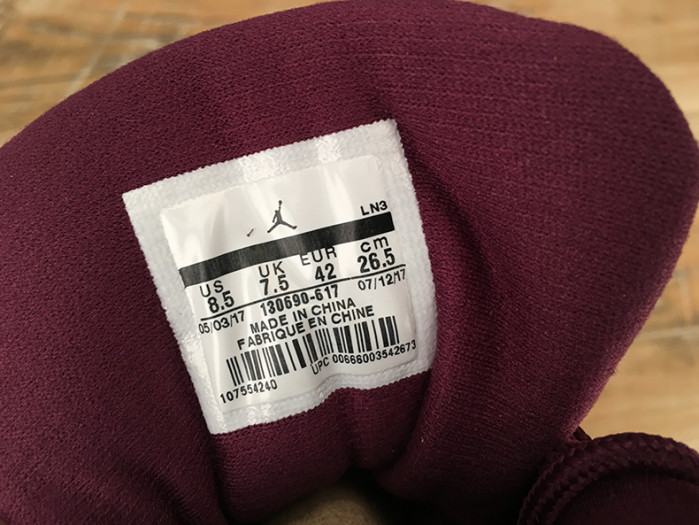 LN3
US UK EUR cm
8.5 7.5 42 26.5
05/03/17 130690-617 07/12/17
MADE IN CHINA
FABRIQUE EN CHINE
107554240 UPC 00666003542673